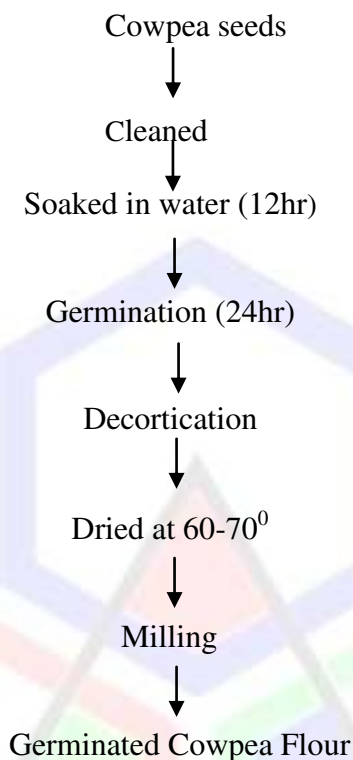 Cowpea seeds
Cleaned
Soaked in water (12hr)
Germination (24hr)
Decortication
Dried at 60-70⁰
Milling
Germinated Cowpea Flour